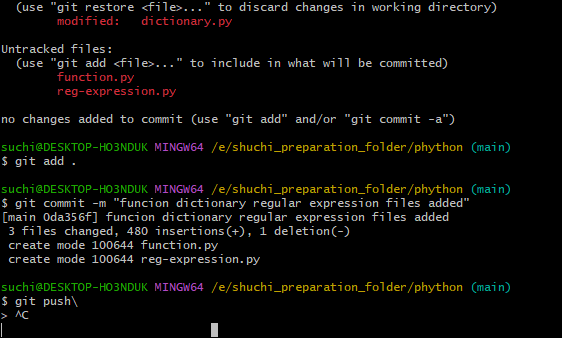 (use "git restore <file>..." to discard changes in working directory)
modified:   dictionary.py
Untracked files:
(use "git add <file>..." to include in what will be committed)
function.py
reg-expression.py
no changes added to commit (use "git add" and/or "git commit -a")
suchi@DESKTOP-HO3NDUK MINGW64 /e/shuchi_preparation_folder/phython (main)
$ git add .
suchi@DESKTOP-HO3NDUK MINGW64 /e/shuchi_preparation_folder/phython (main)
$ git commit -m "funcion dictionary regular expression files added"
[main 0da356f] funcion dictionary regular expression files added
3 files changed, 480 insertions(+), 1 deletion(-)
create mode 100644 function.py
create mode 100644 reg-expression.py
suchi@DESKTOP-HO3NDUK MINGW64 /e/shuchi_preparation_folder/phython (main)
$ git push\
> ^C